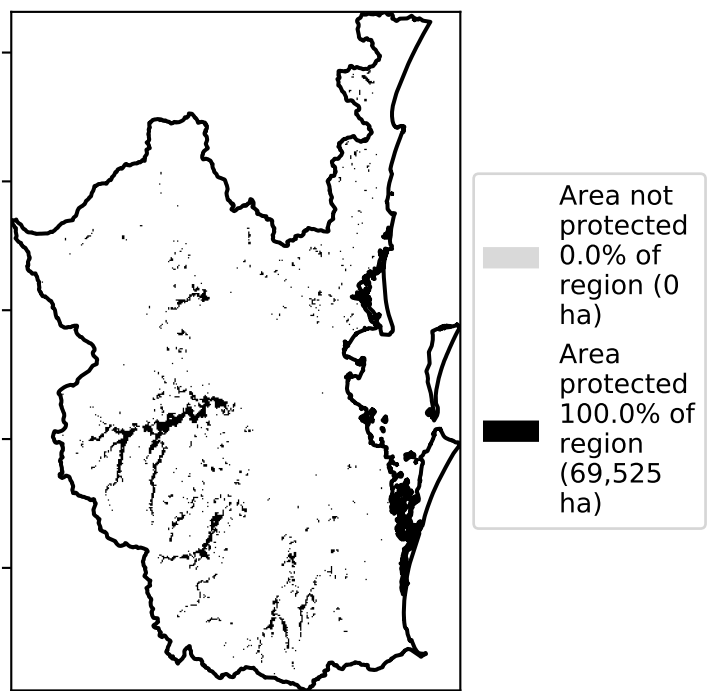 Area not
protected
0.0% of
region (0
ha)
Area
protected
100.0% of
region
(69,525
ha)